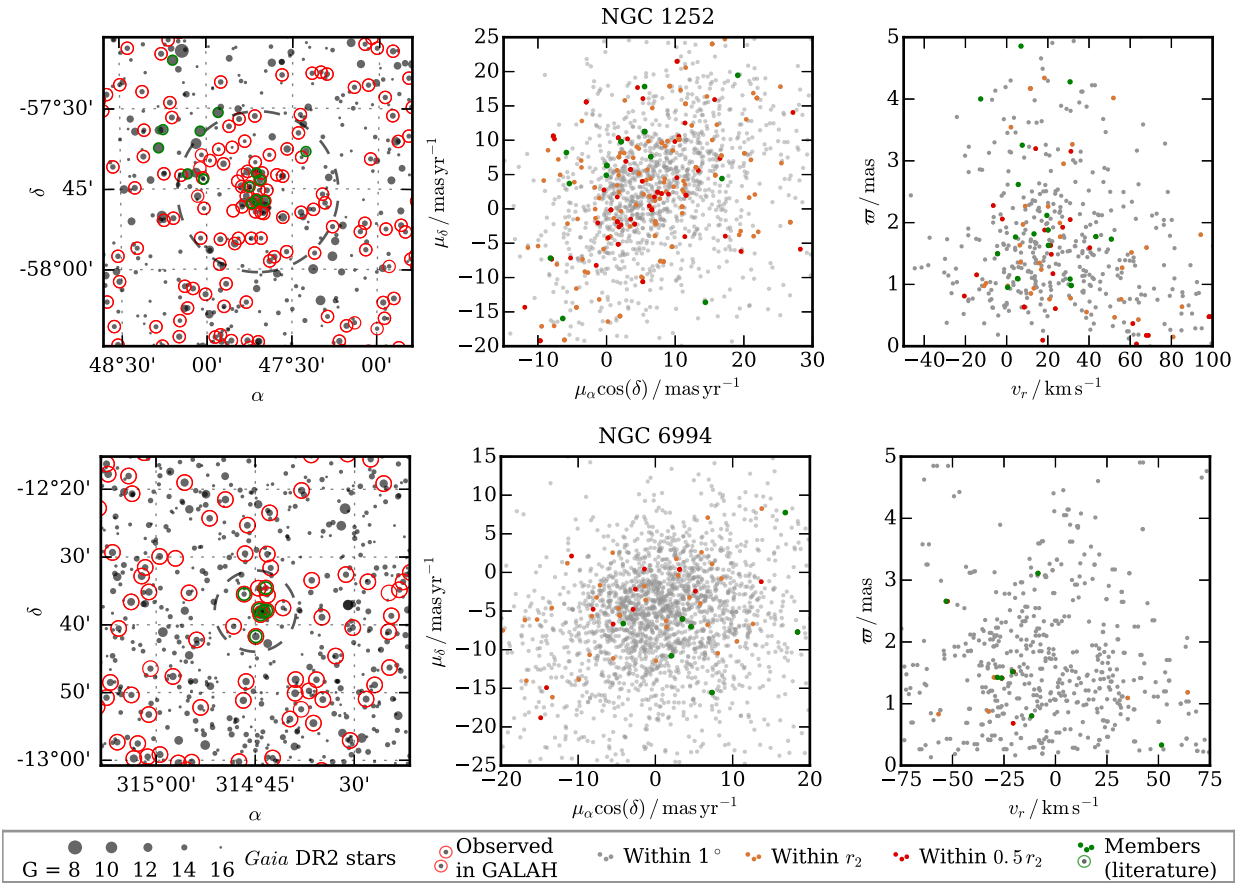 NGC 1252
-57°30'
45'
-58°00'
δ
48°30' 00' 47°30' 00'
α
25
20
15
10
5
0
−5
−10
−15
−20
μδ / mas yr⁻¹
−10 0 10 20 30
μα cos(δ) / mas yr⁻¹
5
4
3
2
1
0
ϖ / mas
−40 −20 0 20 40 60 80 100
vr / km s⁻¹
NGC 6994
-12°20'
30'
40'
50'
-13°00'
δ
315°00' 314°45' 30'
α
15
10
5
0
−5
−10
−15
−20
−25
μδ / mas yr⁻¹
−20 −10 0 10 20
μα cos(δ) / mas yr⁻¹
5
4
3
2
1
0
ϖ / mas
−75 −50 −25 0 25 50 75
vr / km s⁻¹
G = 8 10 12 14 16 Gaia DR2 stars
Observed
in GALAH
Within 1°
Within r₂
Within 0.5 r₂
Members
(literature)